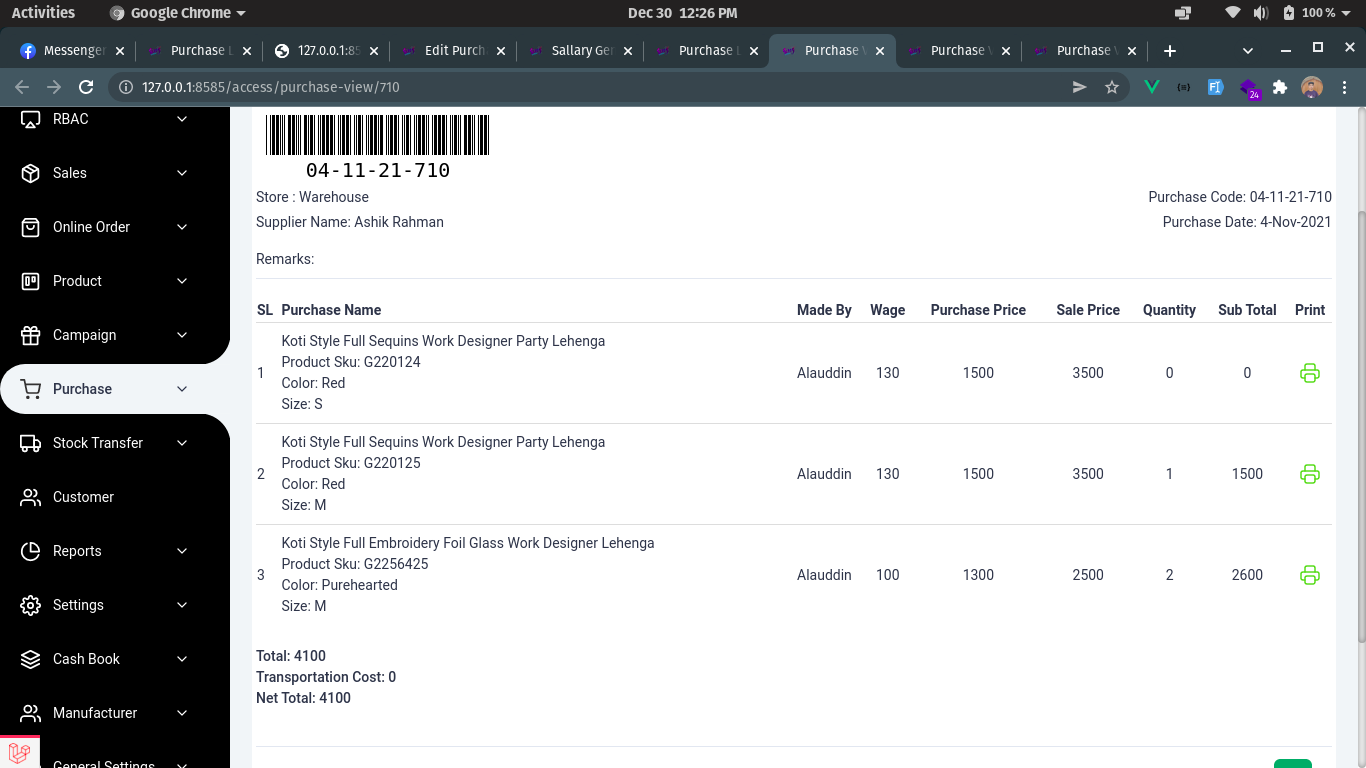 Activities
Google Chrome
Dec 30 12:26 PM
100 %
Messenger
Purchase L
127.0.0.1:85
Edit Purch
Sallary Ger
Purchase L
Purchase V
Purchase V
Purchase V
127.0.0.1:8585/access/purchase-view/710
24
RBAC
Sales
Online Order
Product
Campaign
Purchase
Stock Transfer
Customer
Reports
Settings
Cash Book
Manufacturer
General Settings
04-11-21-710
Store : Warehouse
Purchase Code: 04-11-21-710
Supplier Name: Ashik Rahman
Purchase Date: 4-Nov-2021
Remarks:
SL Purchase Name Made By Wage Purchase Price Sale Price Quantity Sub Total Print
Koti Style Full Sequins Work Designer Party Lehenga
Product Sku: G220124
1 Alauddin 130 1500 3500 0 0
Color: Red
Size: S
Koti Style Full Sequins Work Designer Party Lehenga
Product Sku: G220125
2 Alauddin 130 1500 3500 1 1500
Color: Red
Size: M
Koti Style Full Embroidery Foil Glass Work Designer Lehenga
Product Sku: G2256425
3 Alauddin 100 1300 2500 2 2600
Color: Purehearted
Size: M
Total: 4100
Transportation Cost: 0
Net Total: 4100